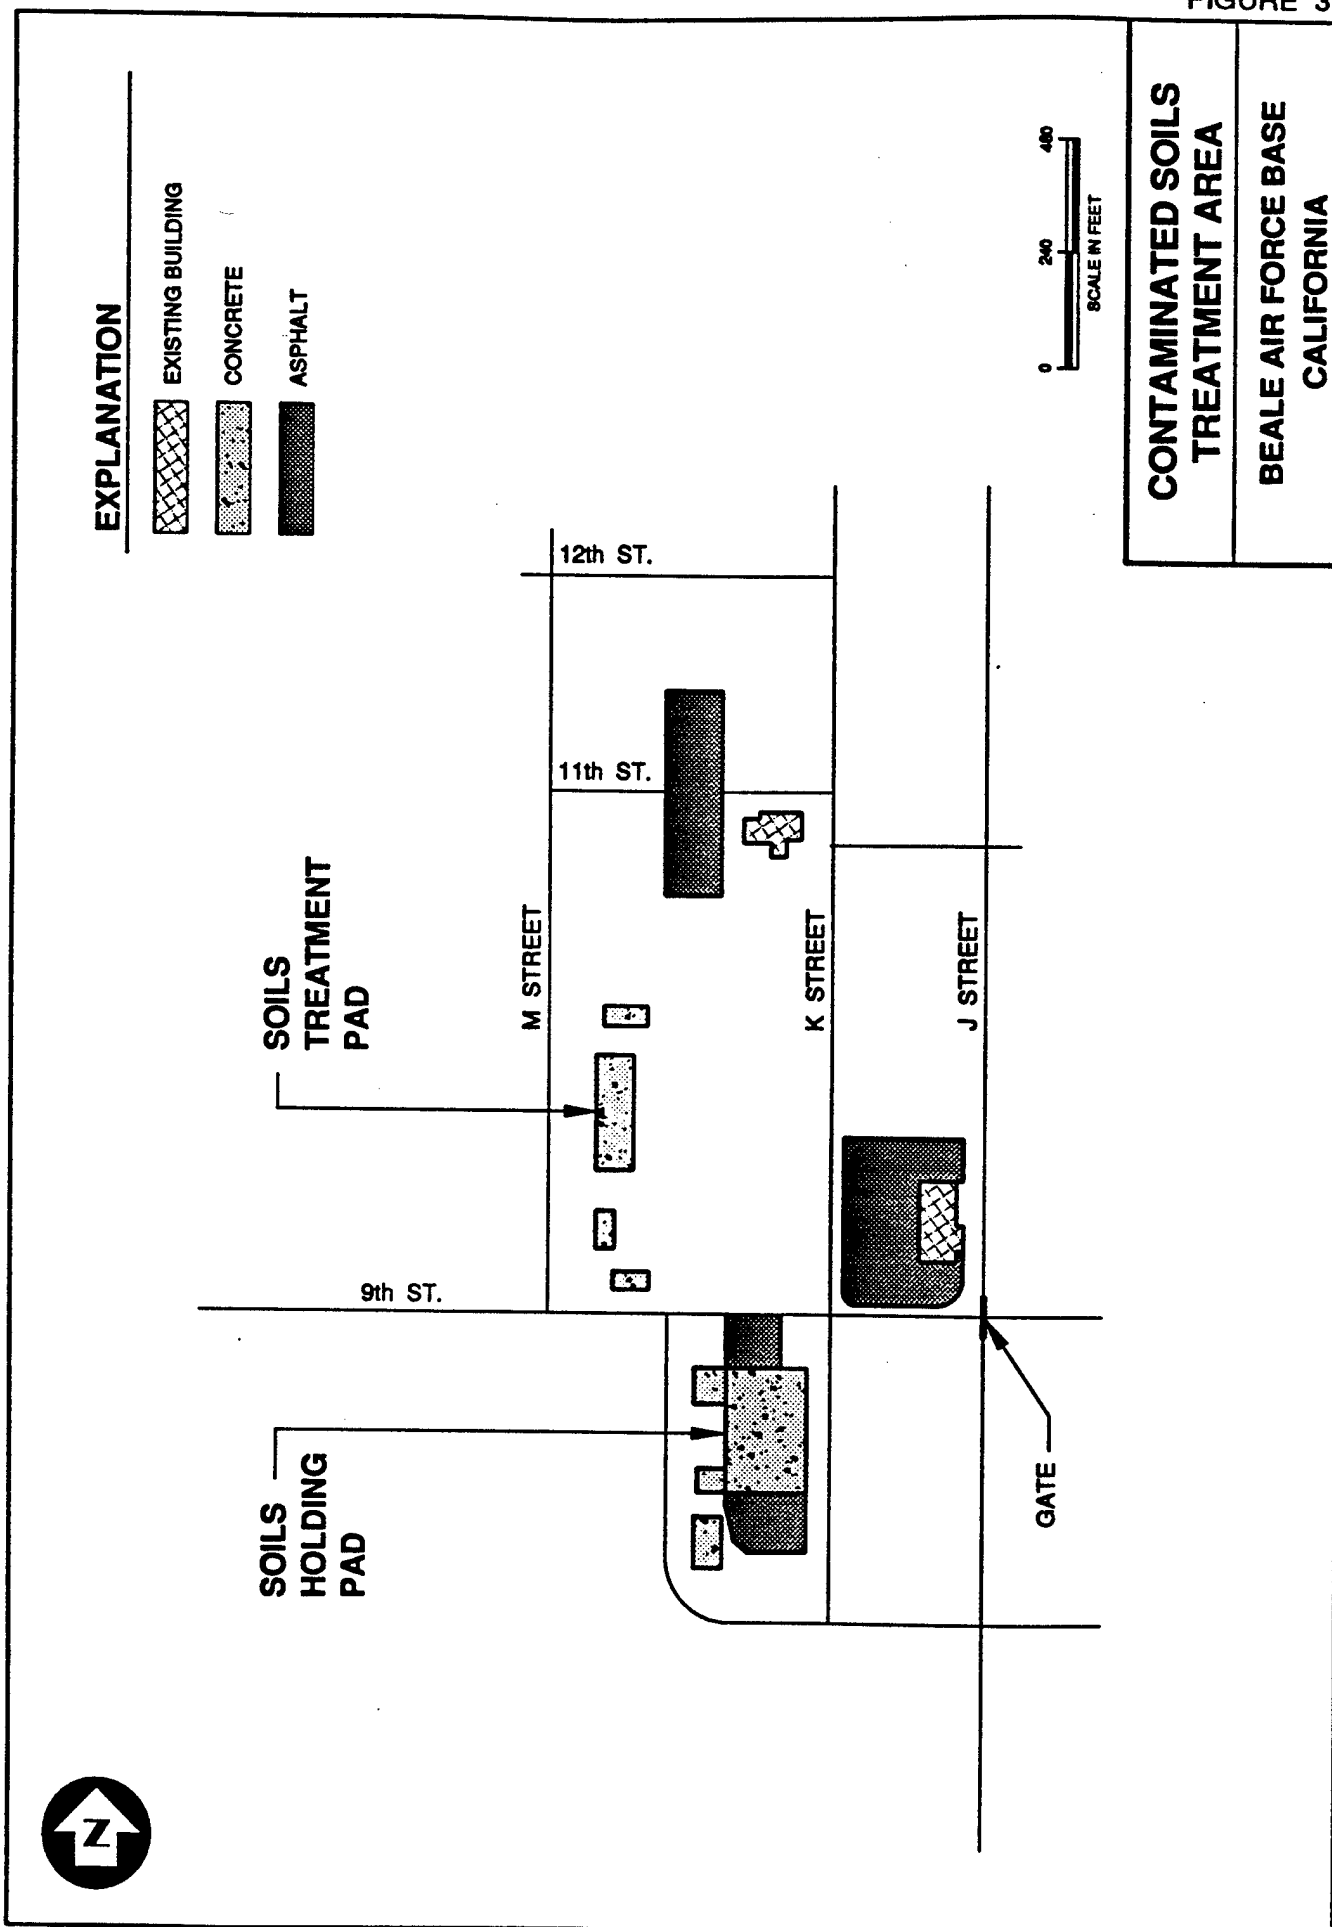 FIGURE 3
EXPLANATION
EXISTING BUILDING
CONCRETE
ASPHALT
SOILS
TREATMENT
PAD
SOILS
HOLDING
PAD
M STREET
K STREET
J STREET
9th ST.
11th ST.
12th ST.
GATE
N
0 240 480
SCALE IN FEET
CONTAMINATED SOILS
TREATMENT AREA
BEALE AIR FORCE BASE
CALIFORNIA